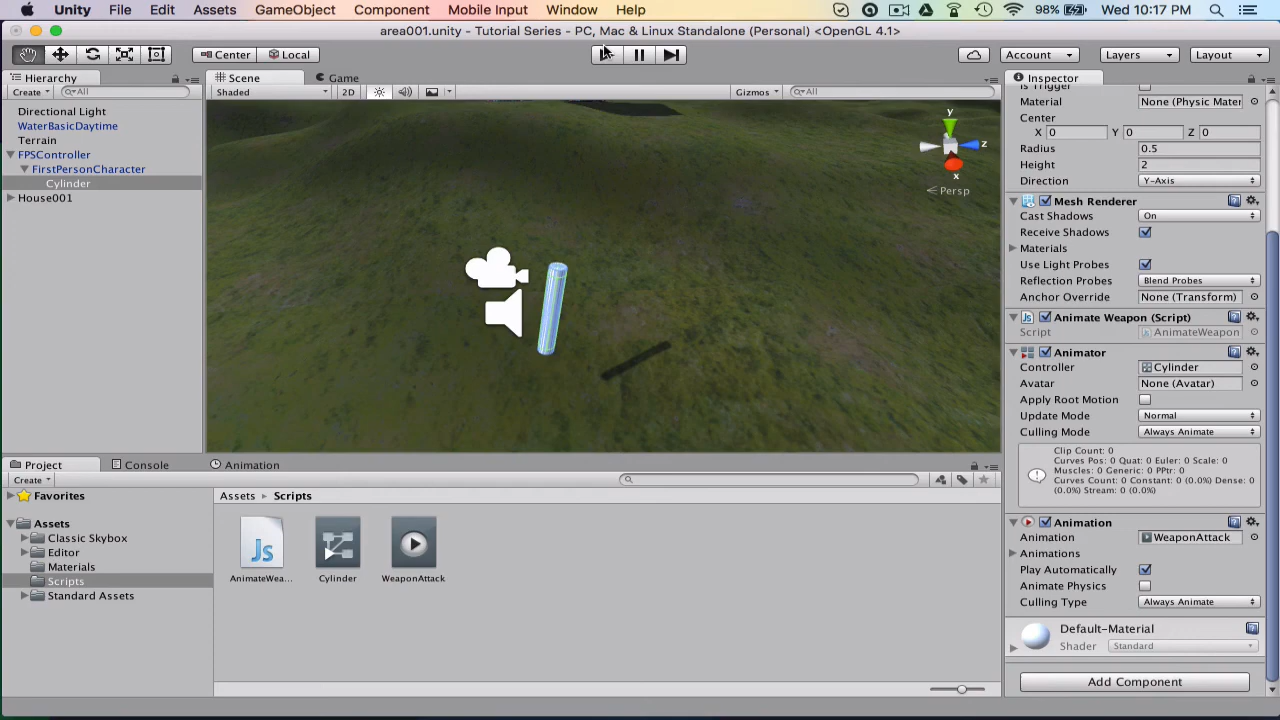 Unity File Edit Assets GameObject Component Mobile Input Window Help 98% Wed 10:17 PM
area001.unity - Tutorial Series - PC, Mac & Linux Standalone (Personal) <OpenGL 4.1>
Center Local Account Layers Layout
Hierarchy
Create All
Directional Light
WaterBasicDaytime
Terrain
FPSController
FirstPersonCharacter
Cylinder
House001
Scene Game
Shaded 2D Gizmos All
y
z
x
Persp
Inspector
Is Trigger
Material None (Physic Mater
Center
X 0 Y 0 Z 0
Radius 0.5
Height 2
Direction Y-Axis
Mesh Renderer
Cast Shadows On
Receive Shadows
Materials
Use Light Probes
Reflection Probes Blend Probes
Anchor Override None (Transform)
Js Animate Weapon (Script)
Script AnimateWeapon
Animator
Controller Cylinder
Avatar None (Avatar)
Apply Root Motion
Update Mode Normal
Culling Mode Always Animate
Clip Count: 0
Curves Pos: 0 Quat: 0 Euler: 0 Scale: 0
Muscles: 0 Generic: 0 PPtr: 0
Curves Count: 0 Constant: 0 (0.0%) Dense: 0
(0.0%) Stream: 0 (0.0%)
Animation
Animation WeaponAttack
Animations
Play Automatically
Animate Physics
Culling Type Always Animate
Default-Material
Shader Standard
Add Component
Project Console Animation
Create
Favorites
Assets
Classic Skybox
Editor
Materials
Scripts
Standard Assets
Assets Scripts
Js
AnimateWea... Cylinder WeaponAttack